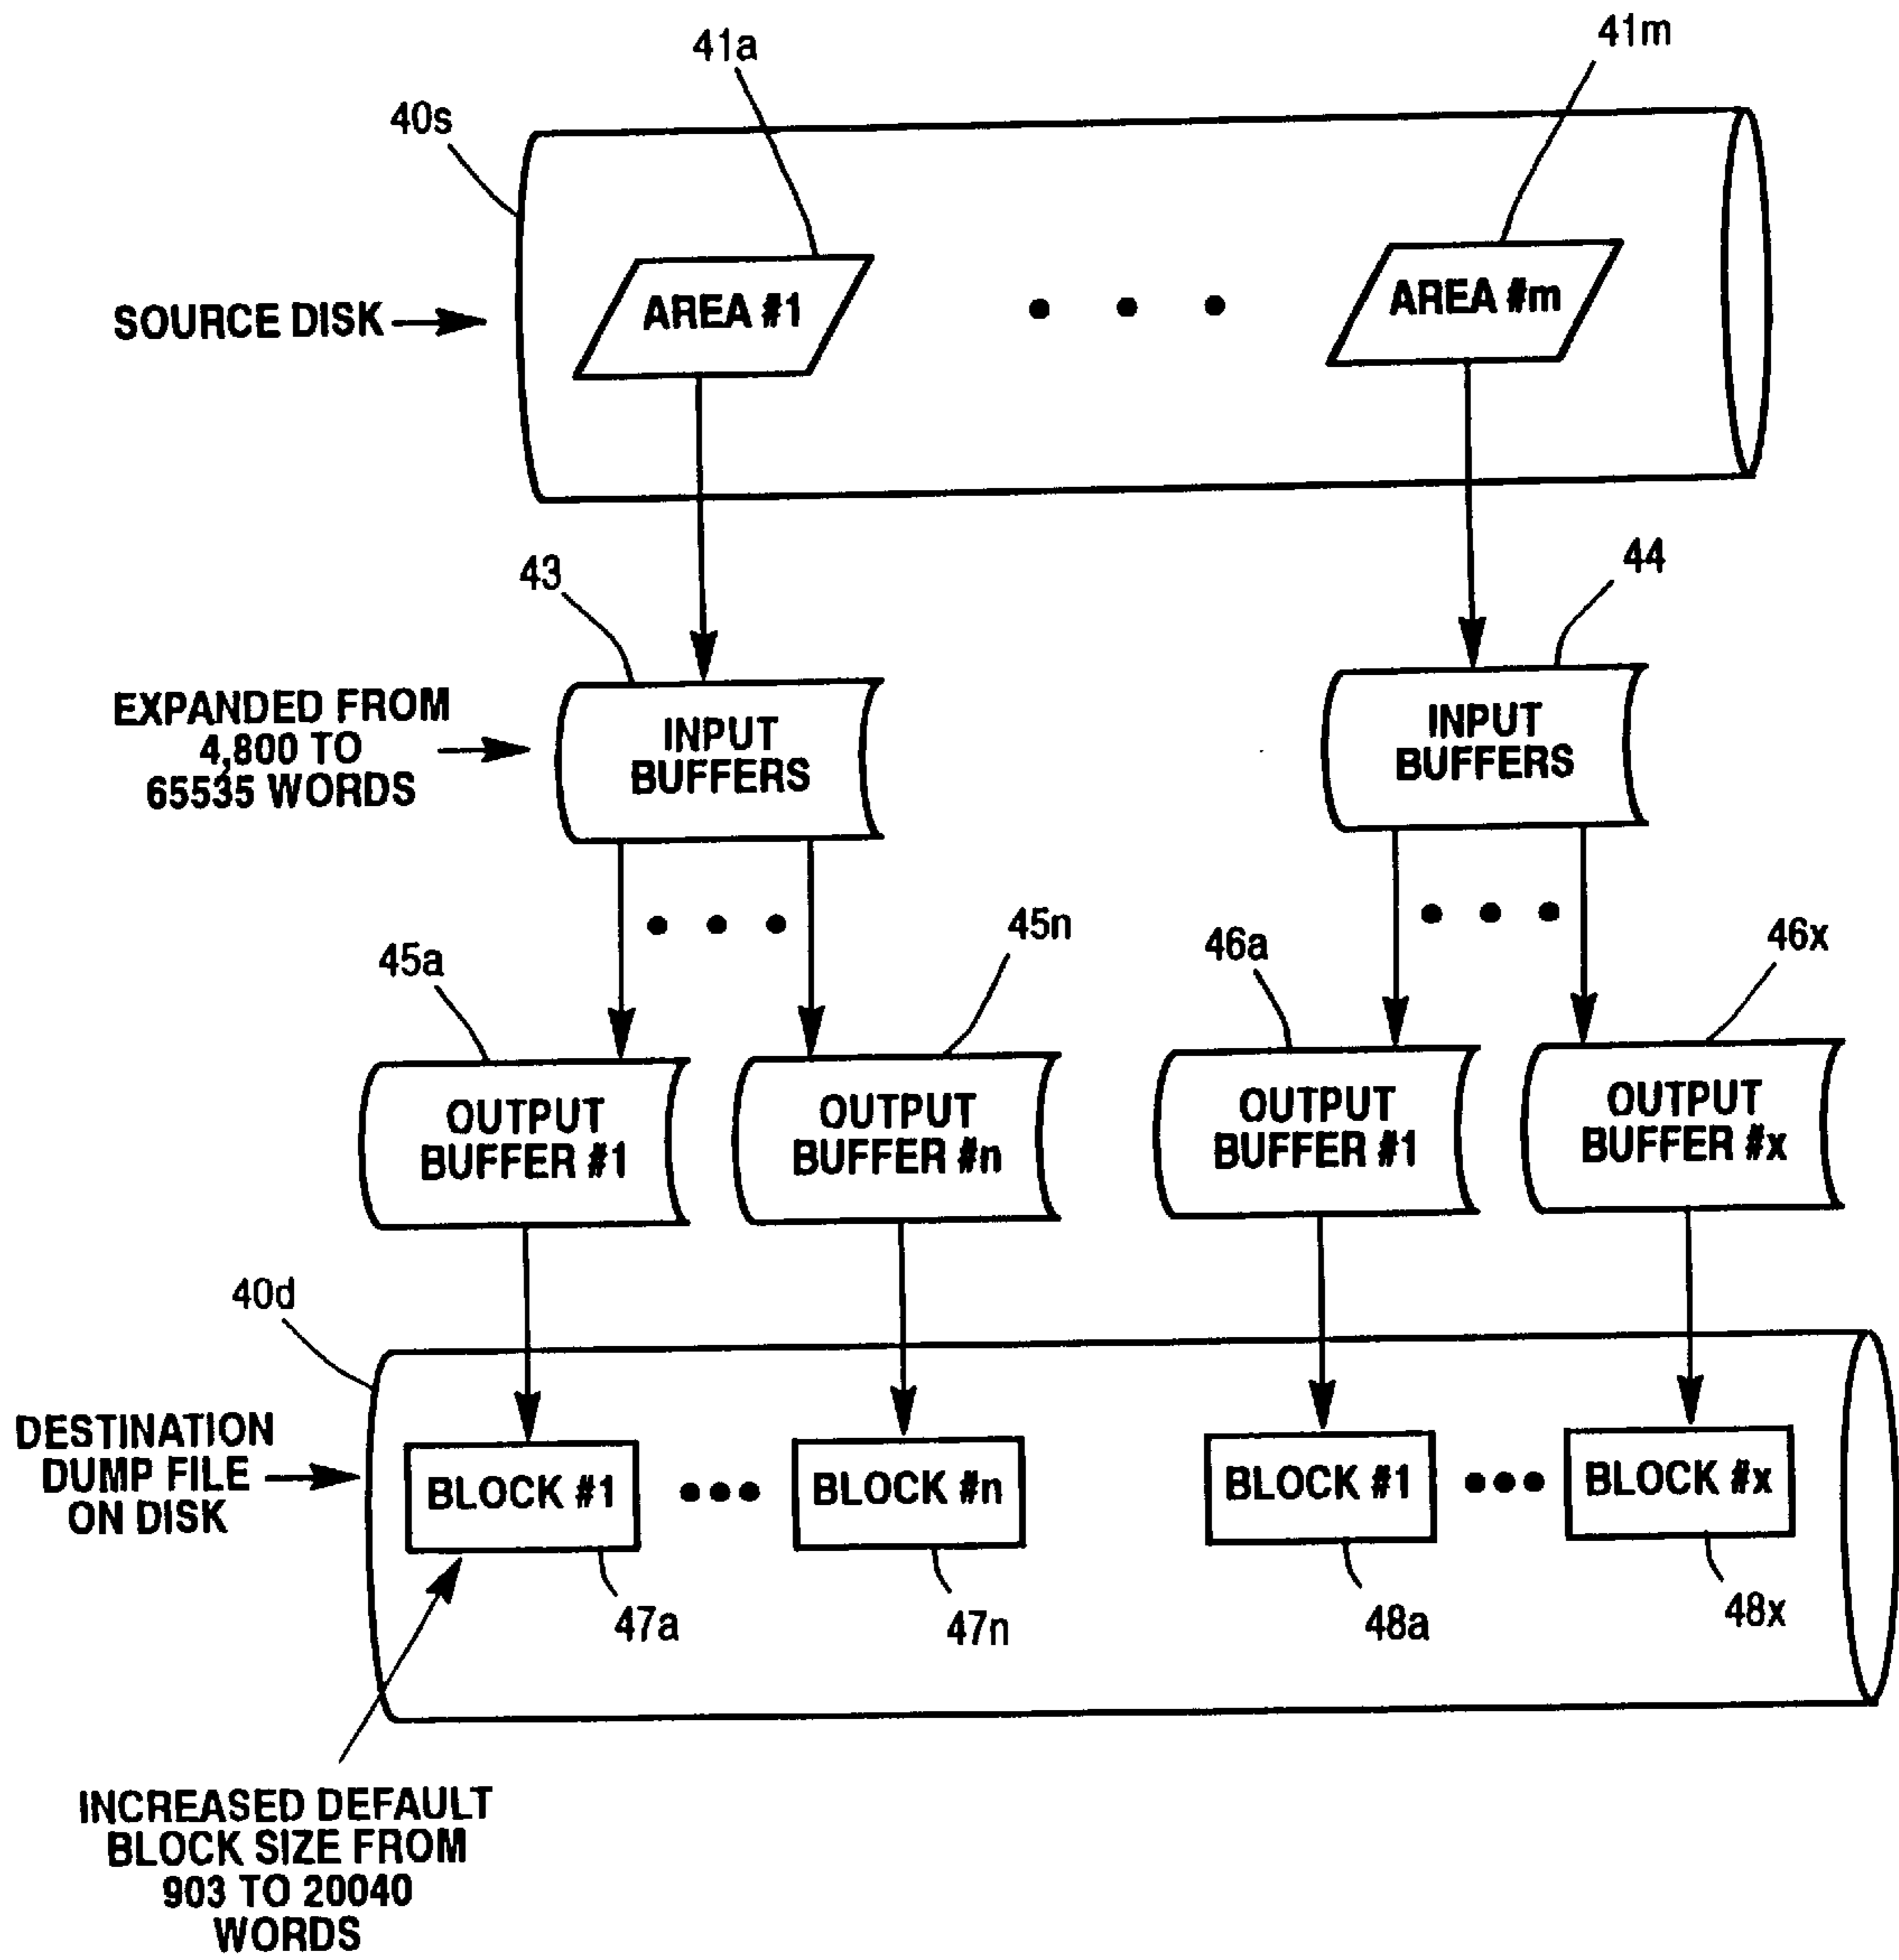 41a
41m
40s
AREA #1
AREA #m
SOURCE DISK
43
44
EXPANDED FROM
4,800 TO
65535 WORDS
INPUT
BUFFERS
INPUT
BUFFERS
45a
45n
46a
46x
OUTPUT
BUFFER #1
OUTPUT
BUFFER #n
OUTPUT
BUFFER #1
OUTPUT
BUFFER #x
40d
DESTINATION
DUMP FILE
ON DISK
BLOCK #1
BLOCK #n
BLOCK #1
BLOCK #x
47a
47n
48a
48x
INCREASED DEFAULT
BLOCK SIZE FROM
903 TO 20040
WORDS